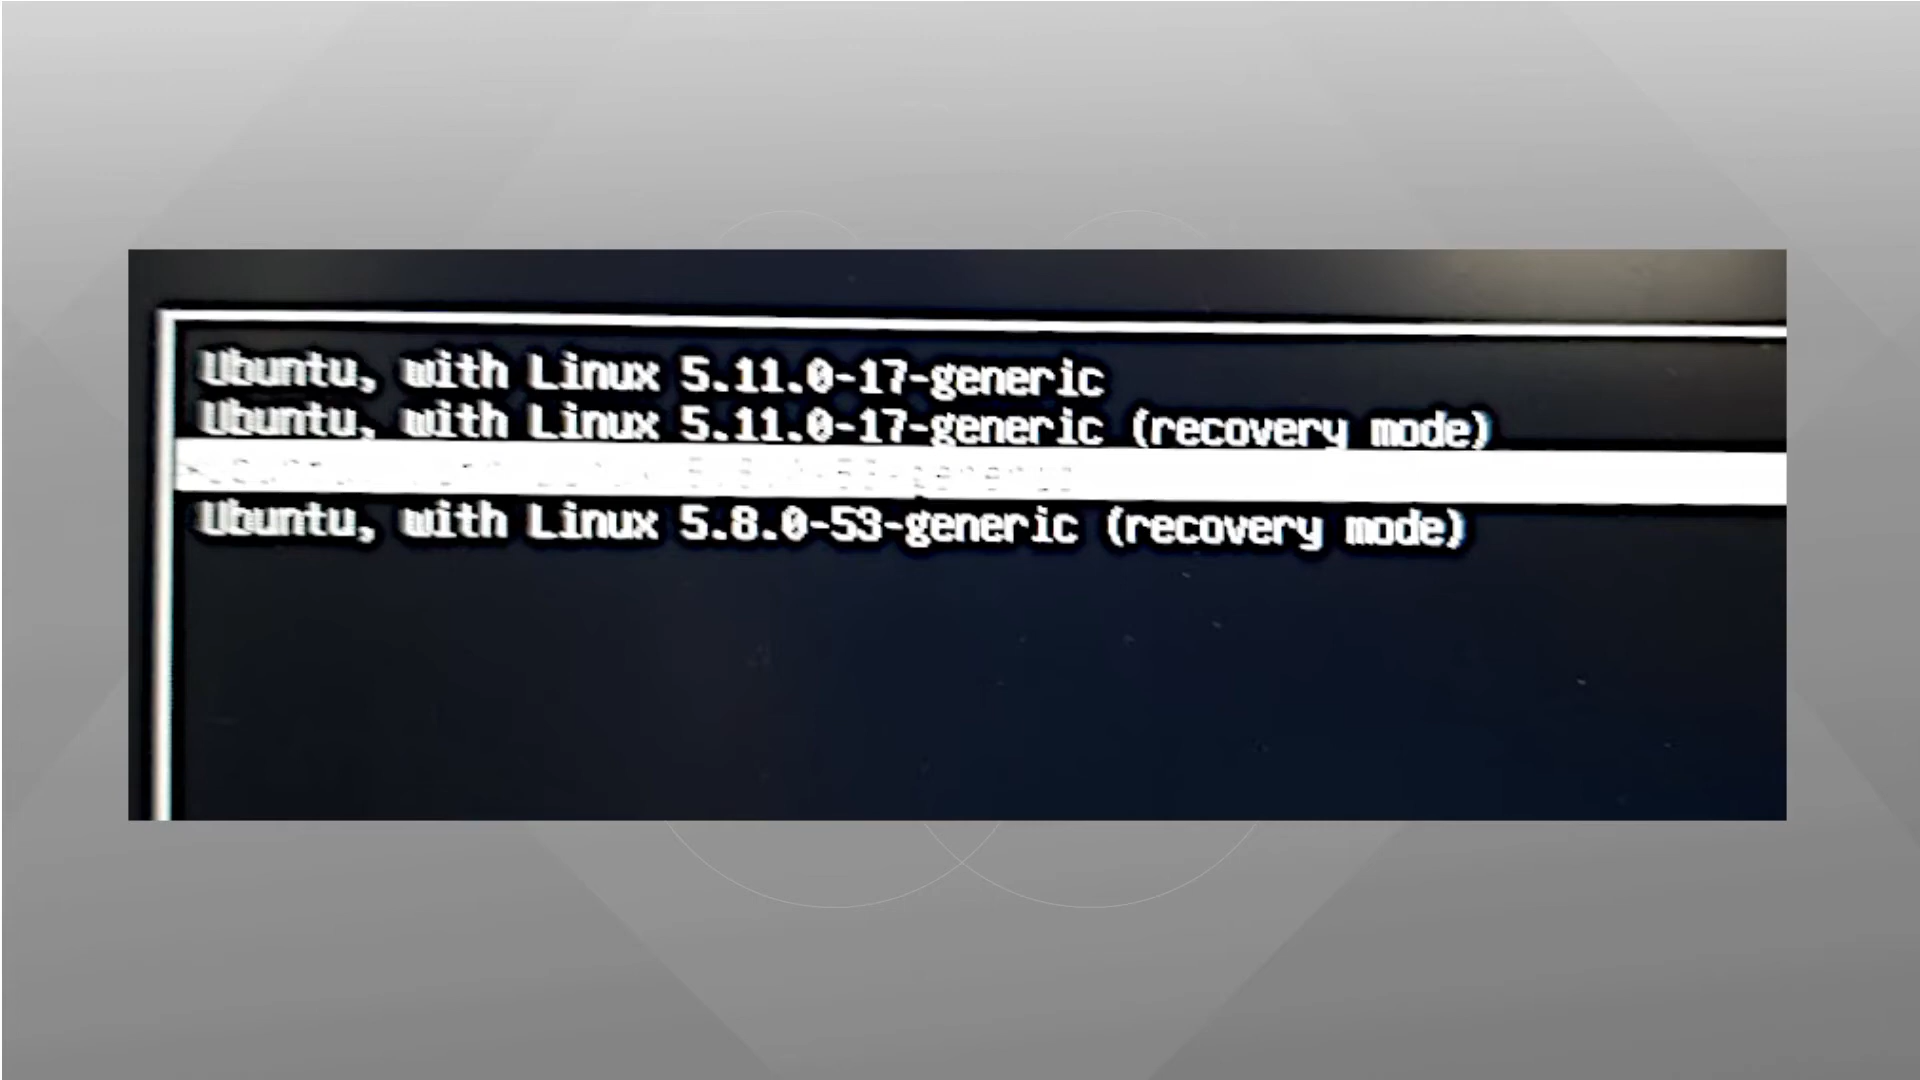 Ubuntu, with Linux 5.11.0-17-generic
Ubuntu, with Linux 5.11.0-17-generic (recovery mode)
Ubuntu, with Linux 5.8.0-53-generic (recovery mode)